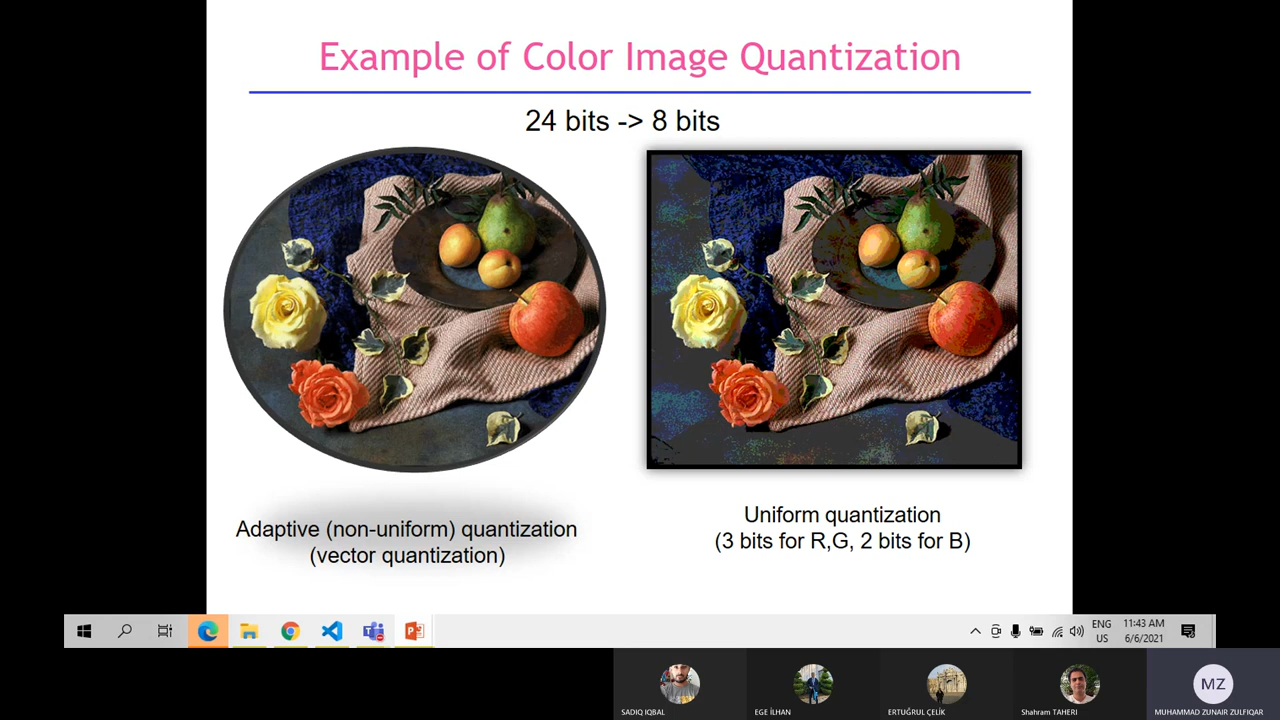 Example of Color Image Quantization
24 bits -> 8 bits
Adaptive (non-uniform) quantization
(vector quantization)
Uniform quantization
(3 bits for R,G, 2 bits for B)
ENG
US
11:43 AM
6/6/2021
MZ
SADIQ IQBAL
EGE İLHAN
ERTUĞRUL ÇELİK
Shahram TAHERI
MUHAMMAD ZUNAIR ZULFIQAR